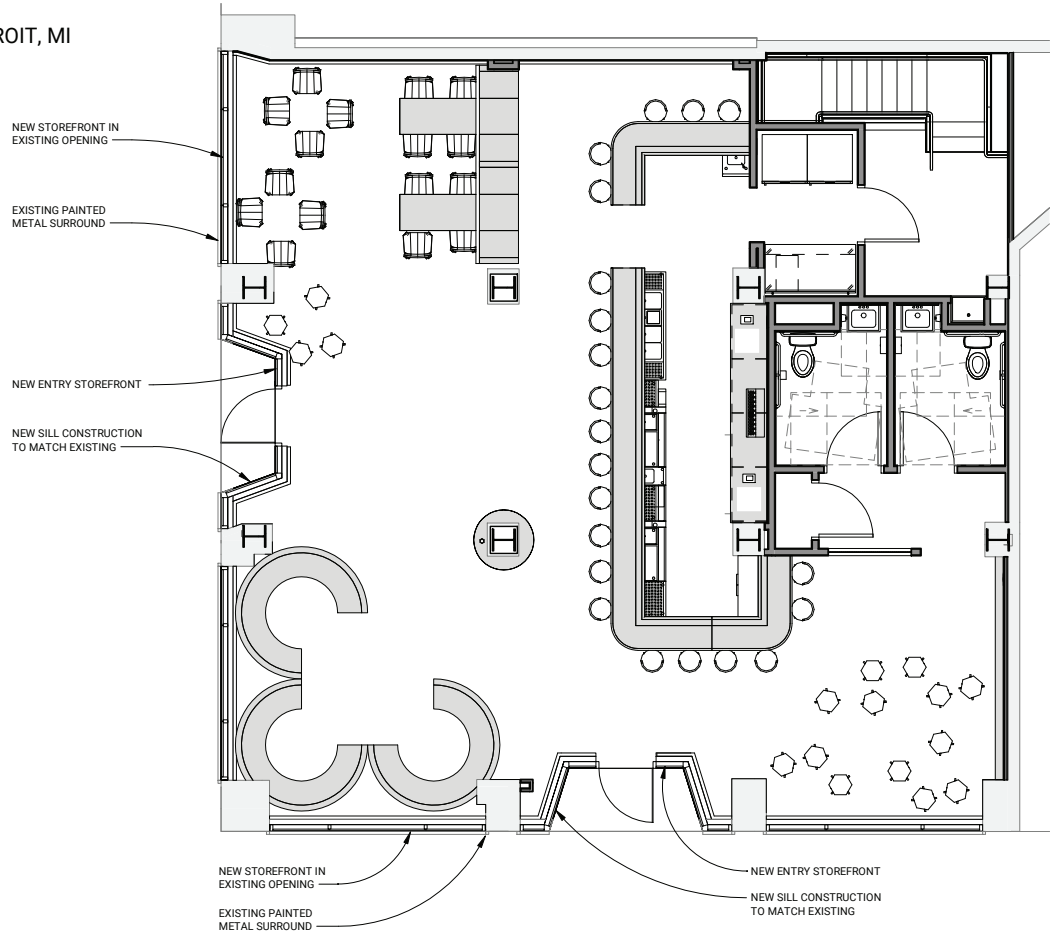 ROIT, MI
NEW STOREFRONT IN
EXISTING OPENING
EXISTING PAINTED
METAL SURROUND
NEW ENTRY STOREFRONT
NEW SILL CONSTRUCTION
TO MATCH EXISTING
NEW STOREFRONT IN
EXISTING OPENING
EXISTING PAINTED
METAL SURROUND
NEW ENTRY STOREFRONT
NEW SILL CONSTRUCTION
TO MATCH EXISTING